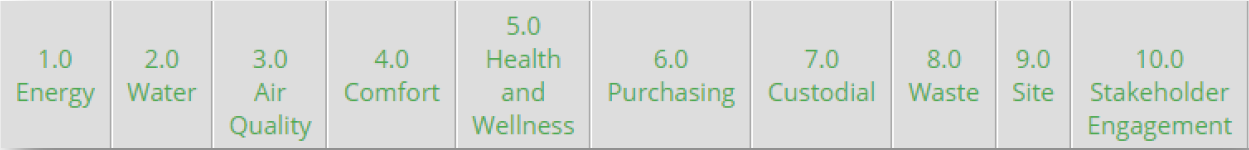 1.0
Energy
2.0
Water
3.0
Air
Quality
4.0
Comfort
5.0
Health
and
Wellness
6.0
Purchasing
7.0
Custodial
8.0
Waste
9.0
Site
10.0
Stakeholder
Engagement